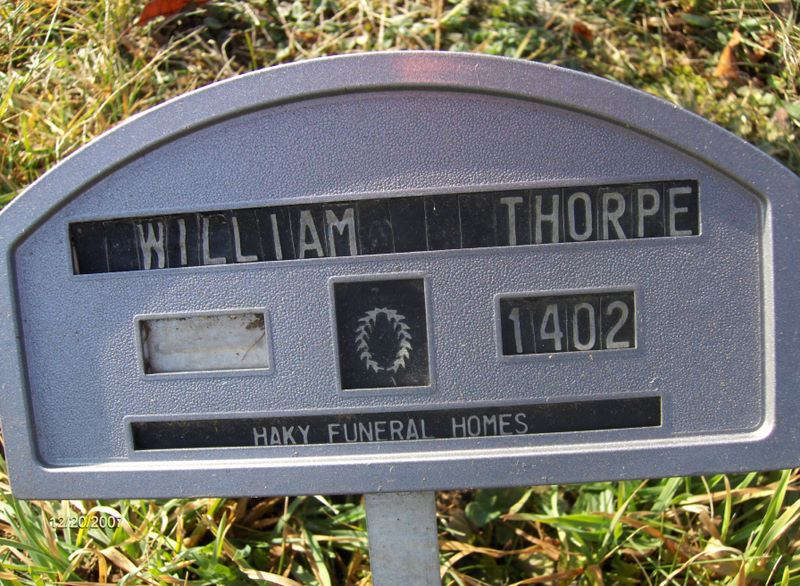 WILLIAM THORPE
1402
HAKY FUNERAL HOMES
12/20/2007